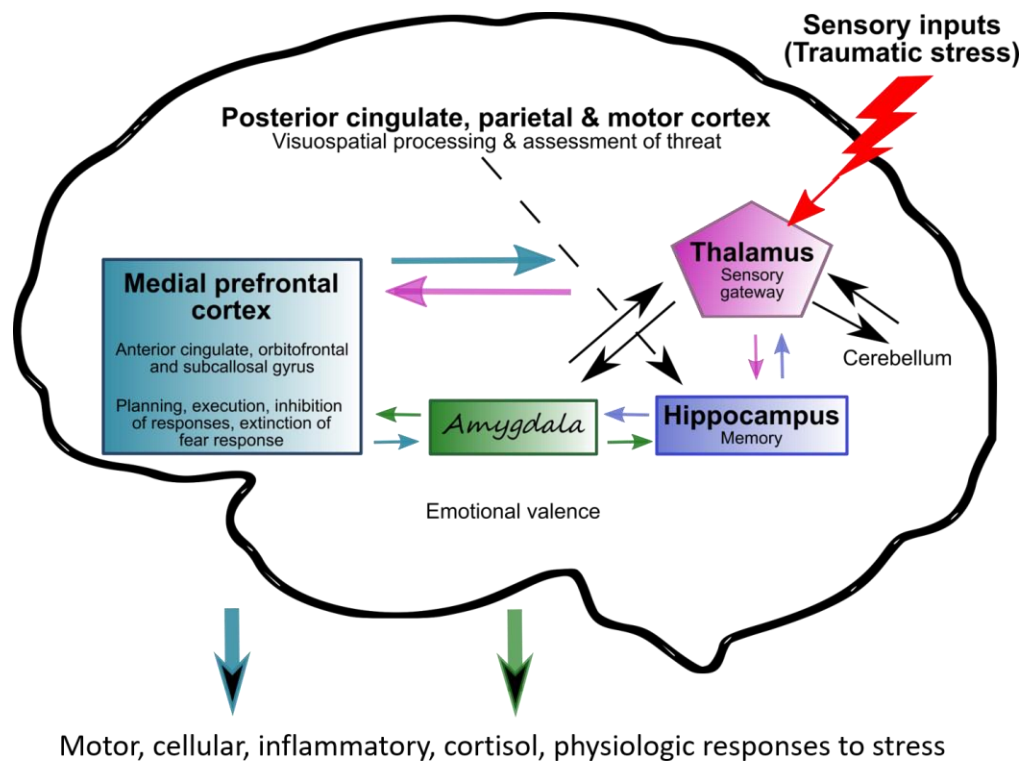 Sensory inputs
(Traumatic stress)
Posterior cingulate, parietal & motor cortex
Visuospatial processing & assessment of threat
Thalamus
Sensory
gateway
Medial prefrontal
cortex
Anterior cingulate, orbitofrontal
and subcallosal gyrus
Planning, execution, inhibition
of responses, extinction of
fear response
Cerebellum
Amygdala
Hippocampus
Memory
Emotional valence
Motor, cellular, inflammatory, cortisol, physiologic responses to stress